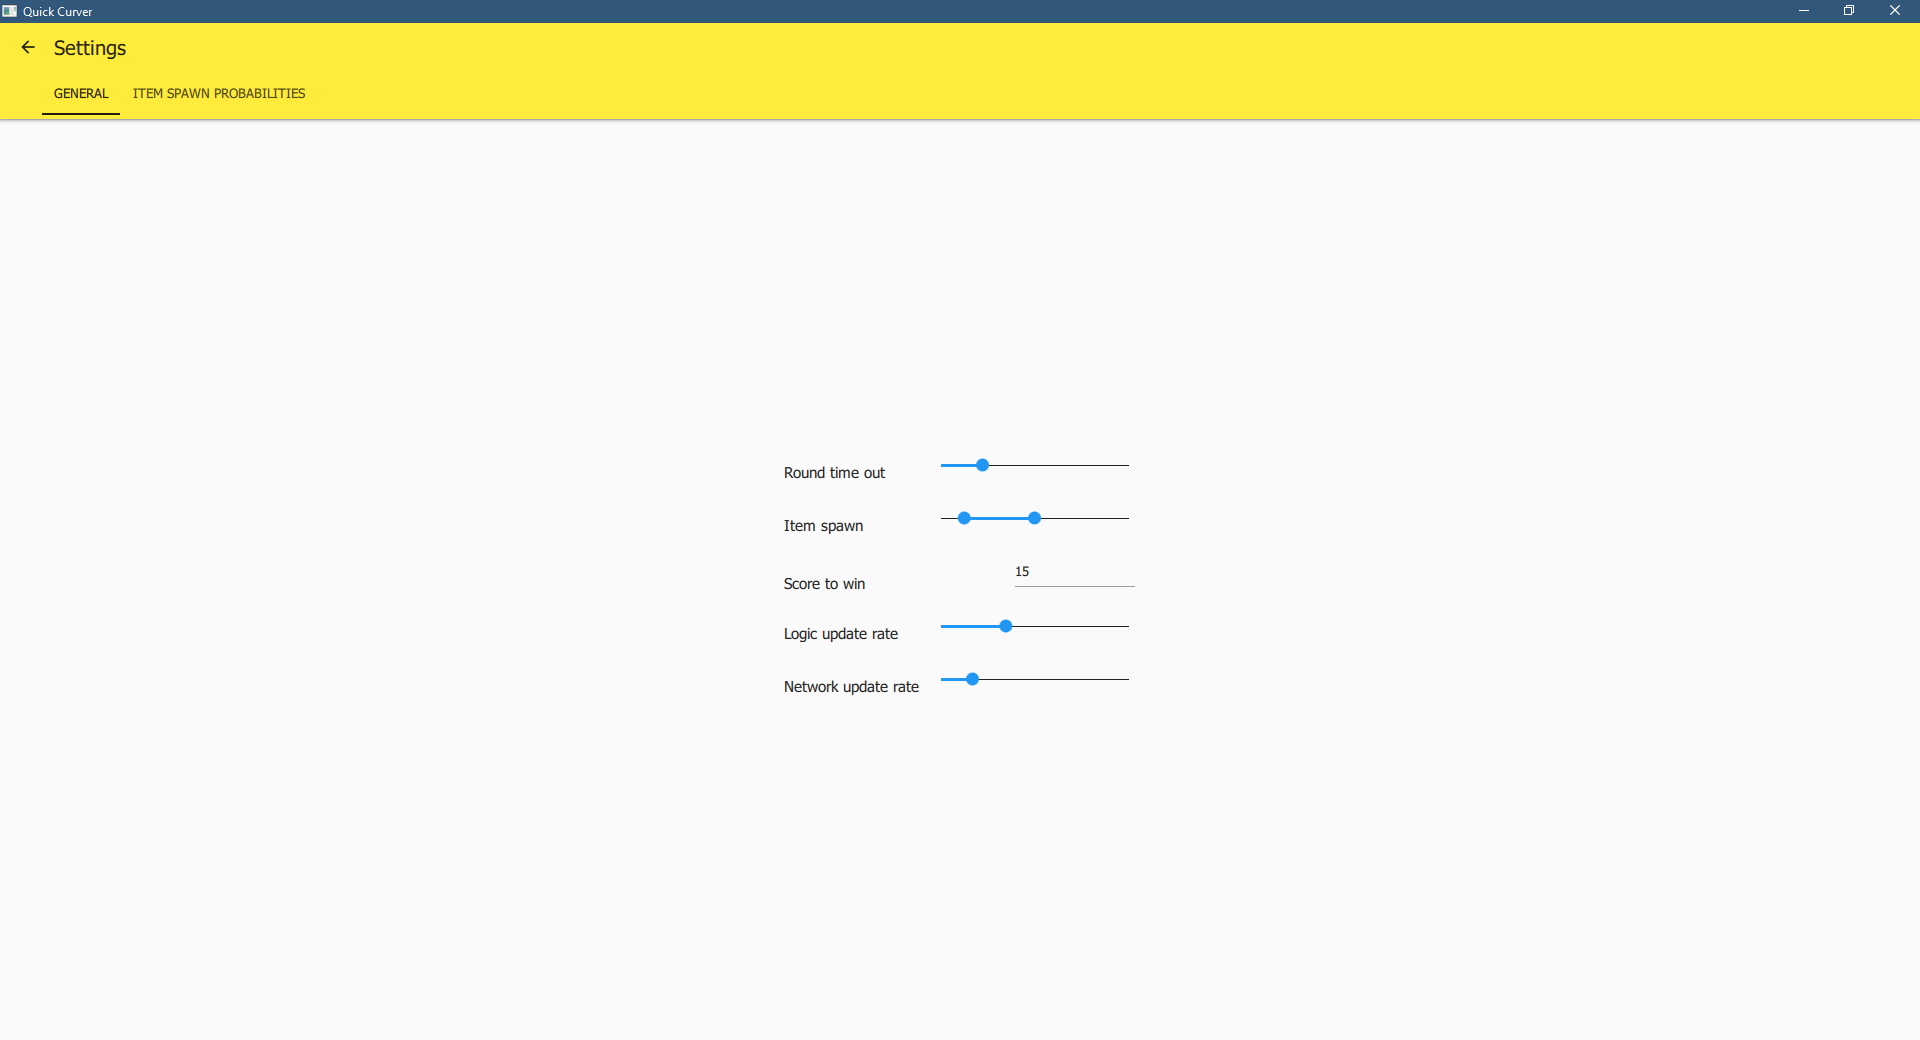 Quick Curver
Settings
GENERAL
ITEM SPAWN PROBABILITIES
Round time out
Item spawn
Score to win
15
Logic update rate
Network update rate